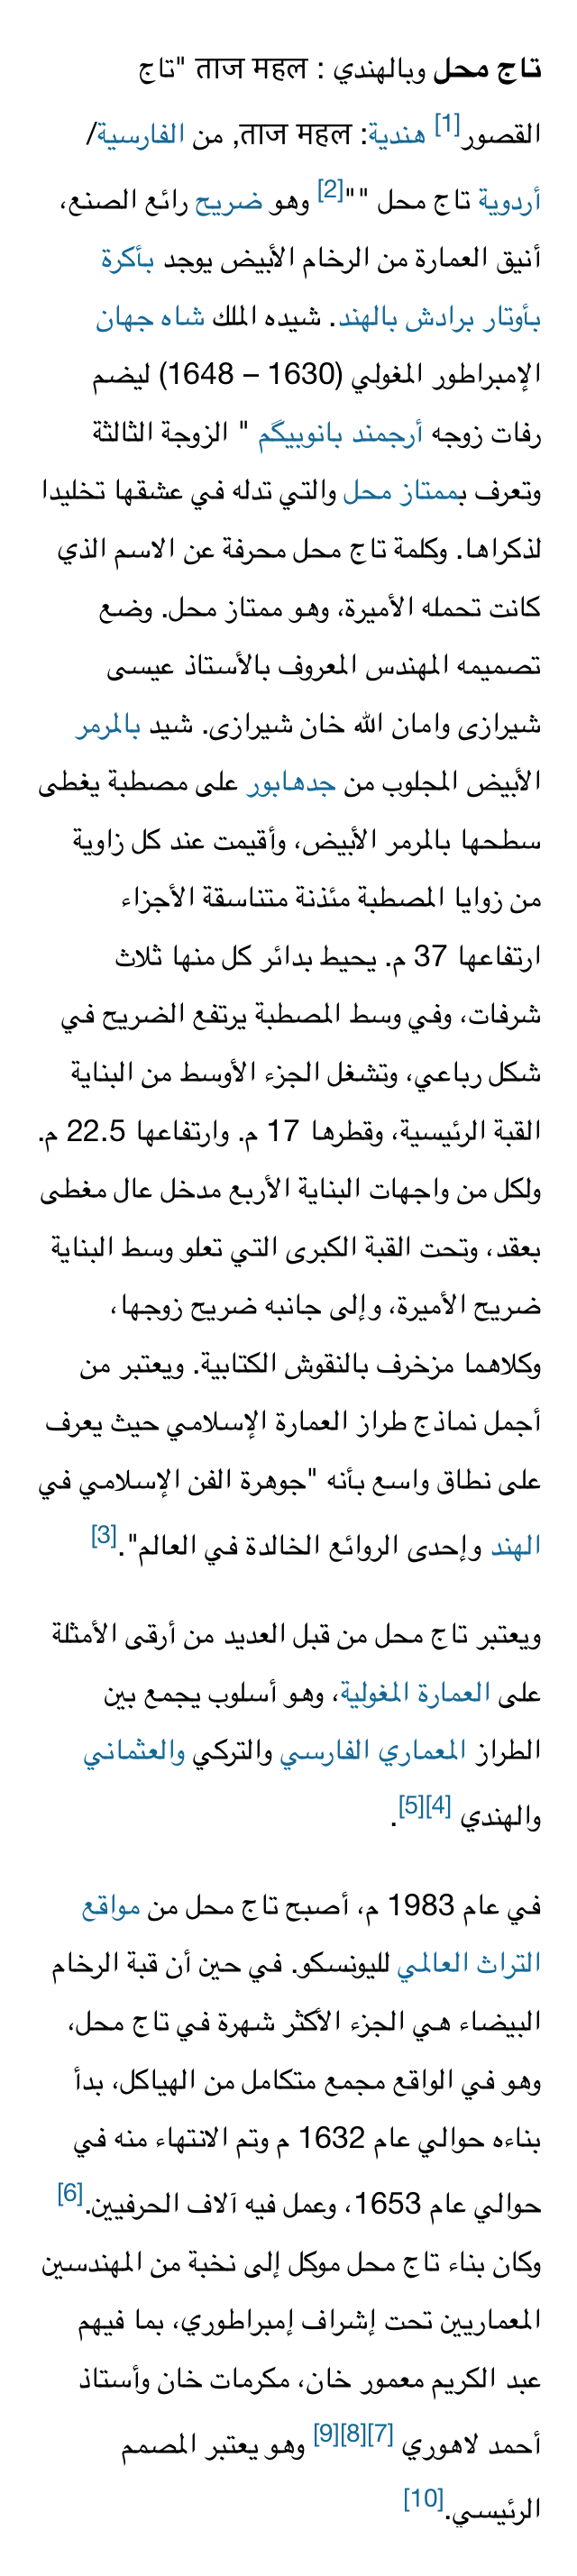 تاج محل وبالهندي : ताज महल "تاج
القصور[1] هندية: ताज महल, من الفارسية/
أردوية تاج محل ""[2] وهو ضريح رائع الصنع،
أنيق العمارة من الرخام الأبيض يوجد بأكرة
بأوتار برادش بالهند. شيده الملك شاه جهان
الإمبراطور المغولي (1630 – 1648) ليضم
رفات زوجه أرجمند بانوبيگم " الزوجة الثالثة
وتعرف بممتاز محل والتي تدله في عشقها تخليدا
لذكراها. وكلمة تاج محل محرفة عن الاسم الذي
كانت تحمله الأميرة، وهو ممتاز محل. وضع
تصميمه المهندس المعروف بالأستاذ عيسى
شيرازى وامان الله خان شيرازى. شيد بالمرمر
الأبيض المجلوب من جدهابور على مصطبة يغطى
سطحها بالمرمر الأبيض، وأقيمت عند كل زاوية
من زوايا المصطبة مئذنة متناسقة الأجزاء
ارتفاعها 37 م. يحيط بدائر كل منها ثلاث
شرفات، وفي وسط المصطبة يرتفع الضريح في
شكل رباعي، وتشغل الجزء الأوسط من البناية
القبة الرئيسية، وقطرها 17 م. وارتفاعها 22.5 م.
ولكل من واجهات البناية الأربع مدخل عال مغطى
بعقد، وتحت القبة الكبرى التي تعلو وسط البناية
ضريح الأميرة، وإلى جانبه ضريح زوجها،
وكلاهما مزخرف بالنقوش الكتابية. ويعتبر من
أجمل نماذج طراز العمارة الإسلامي حيث يعرف
على نطاق واسع بأنه "جوهرة الفن الإسلامي في
الهند وإحدى الروائع الخالدة في العالم".[3]
ويعتبر تاج محل من قبل العديد من أرقى الأمثلة
على العمارة المغولية، وهو أسلوب يجمع بين
الطراز المعماري الفارسي والتركي والعثماني
والهندي [4][5].
في عام 1983 م، أصبح تاج محل من مواقع
التراث العالمي لليونسكو. في حين أن قبة الرخام
البيضاء هي الجزء الأكثر شهرة في تاج محل،
وهو في الواقع مجمع متكامل من الهياكل، بدأ
بناءه حوالي عام 1632 م وتم الانتهاء منه في
حوالي عام 1653، وعمل فيه آلاف الحرفيين.[6]
وكان بناء تاج محل موكل إلى نخبة من المهندسين
المعماريين تحت إشراف إمبراطوري، بما فيهم
عبد الكريم معمور خان، مكرمات خان وأستاذ
أحمد لاهوري [7][8][9] وهو يعتبر المصمم
الرئيسي.[10]